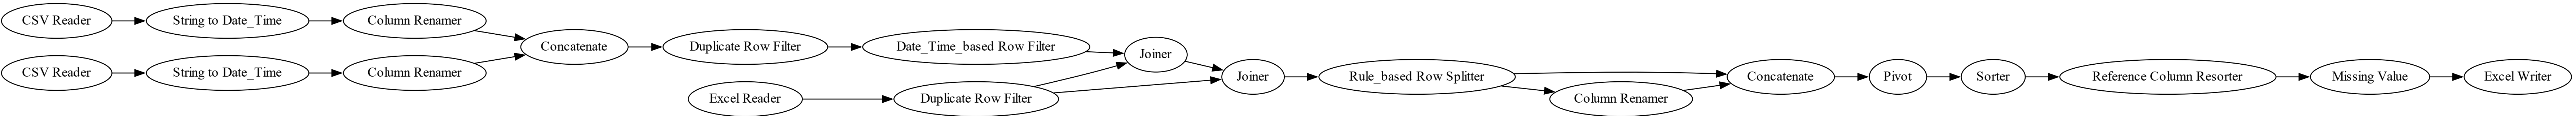 CSV Reader
String to Date_Time
Column Renamer
CSV Reader
String to Date_Time
Column Renamer
Concatenate
Duplicate Row Filter
Date_Time_based Row Filter
Excel Reader
Duplicate Row Filter
Joiner
Joiner
Rule_based Row Splitter
Column Renamer
Concatenate
Pivot
Sorter
Reference Column Resorter
Missing Value
Excel Writer